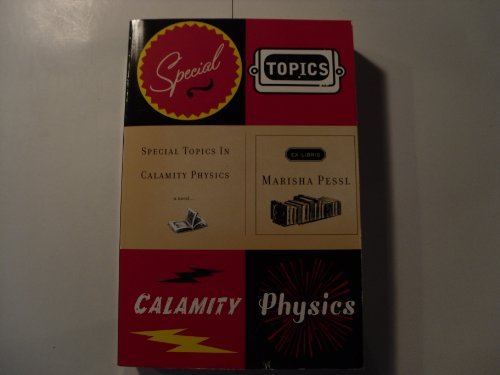 Special
TOPICS
SPECIAL TOPICS IN
CALAMITY PHYSICS
a novel...
EX-LIBRIS
MARISHA PESSL
CALAMITY
Physics